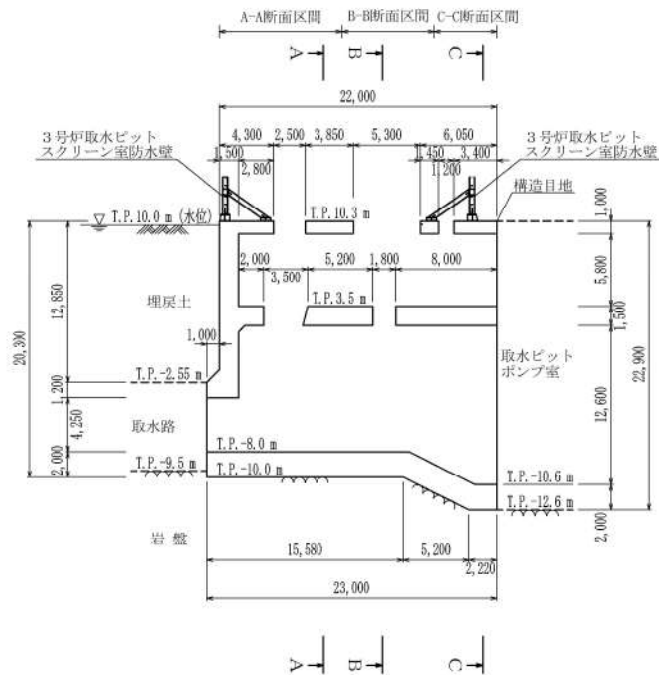 A-A断面区間
B-B断面区間
C-C断面区間
A
B
C
22,000
4,300
2,500
3,850
5,300
6,050
3号炉取水ピット
スクリーン室防水壁
3号炉取水ピット
スクリーン室防水壁
1,500
2,800
1,450
1,200
3,400
構造目地
T.P.10.0 m (水位)
T.P.10.3 m
1,000
2,000
3,500
5,200
1,800
8,000
5,800
12,850
埋戻土
T.P.3.5 m
1,500
1,000
20,300
取水ピット
ポンプ室
22,900
T.P.-2.55 m
1,200
12,600
取水路
4,250
T.P.-8.0 m
T.P.-9.5 m
2,000
T.P.-10.0 m
T.P.-10.6 m
T.P.-12.6 m
2,000
岩盤
15,580
5,200
2,220
23,000
A
B
C